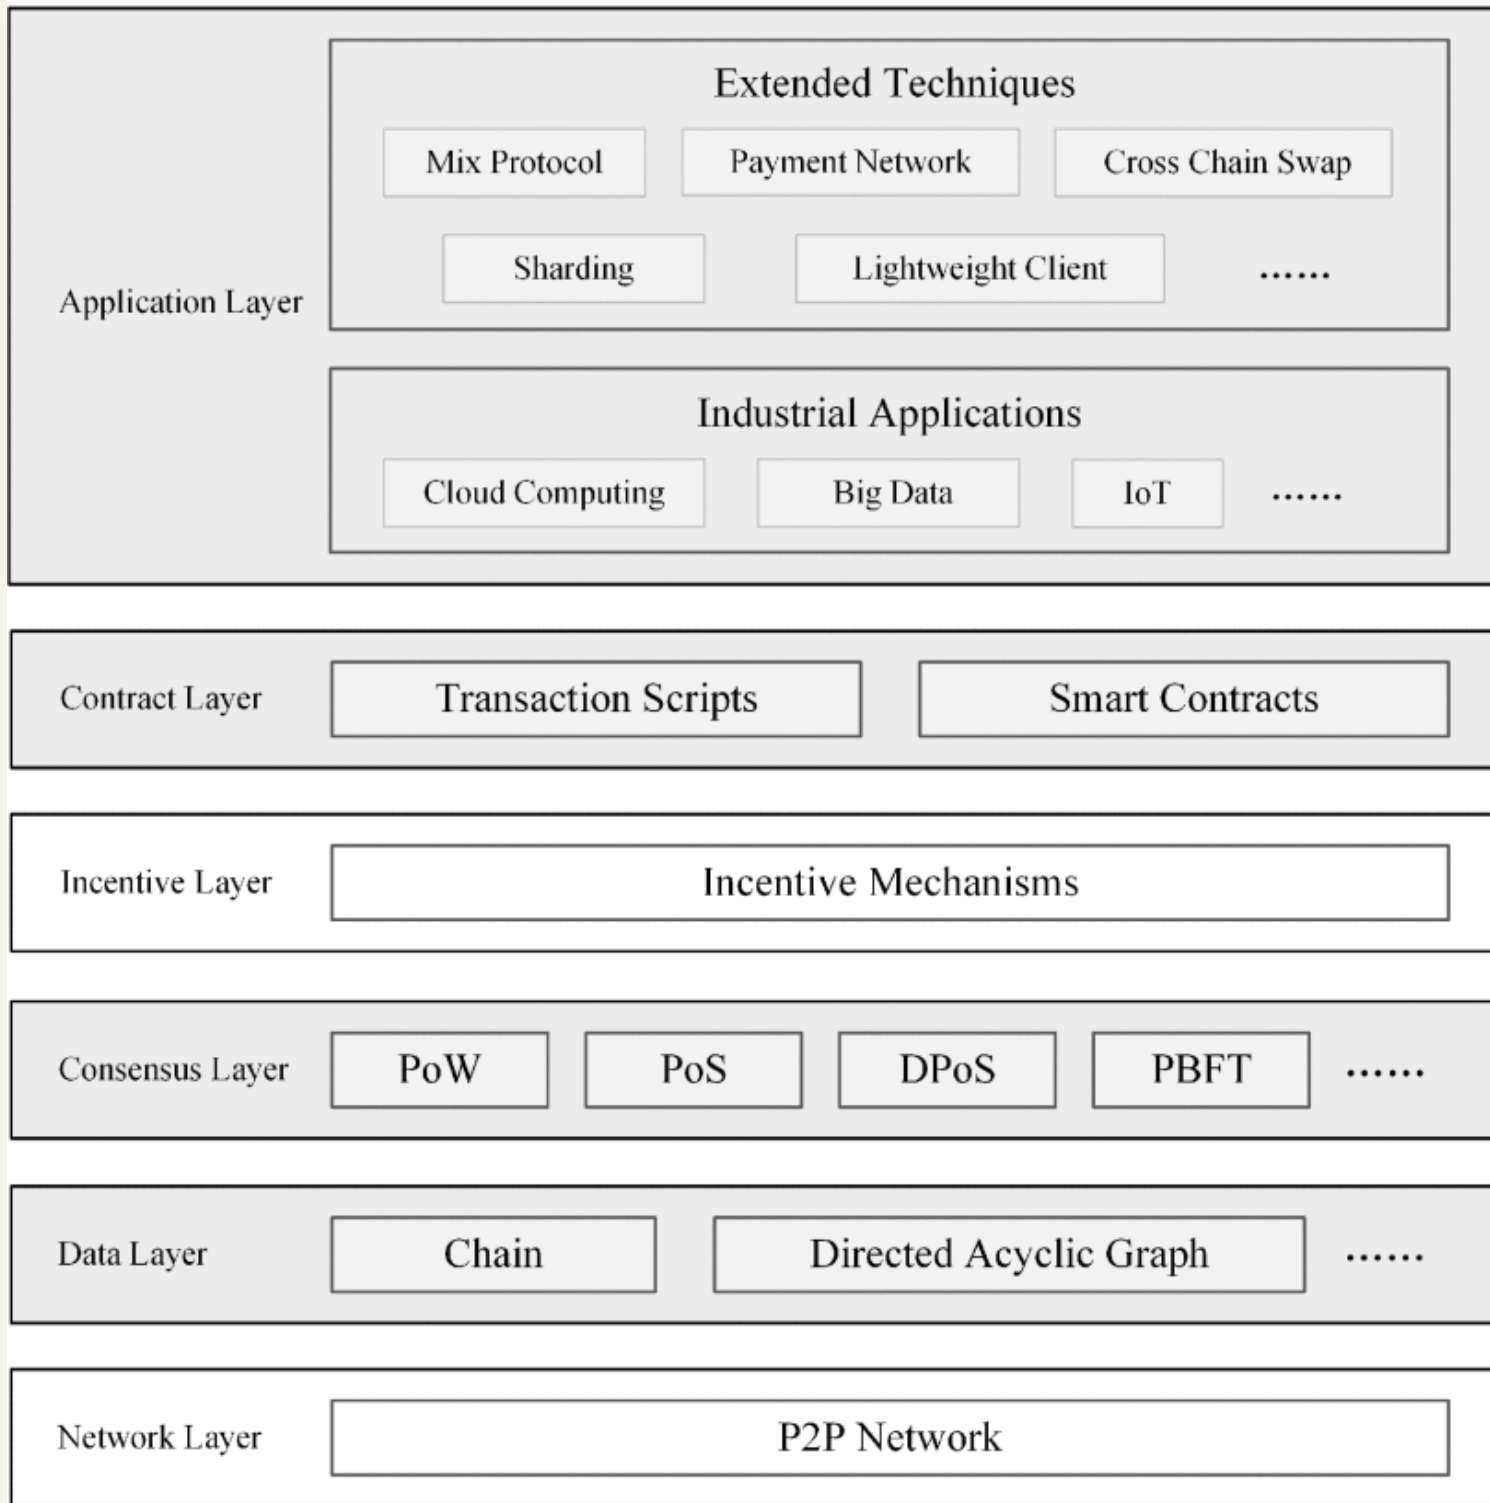 Extended Techniques
Mix Protocol Payment Network Cross Chain Swap
Sharding Lightweight Client ......
Application Layer
Industrial Applications
Cloud Computing Big Data IoT ......
Contract Layer Transaction Scripts Smart Contracts
Incentive Layer Incentive Mechanisms
Consensus Layer PoW PoS DPoS PBFT ......
Data Layer Chain Directed Acyclic Graph ......
Network Layer P2P Network